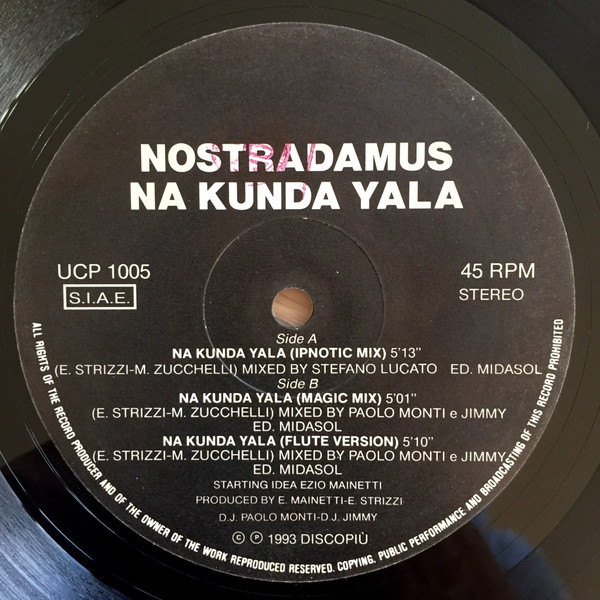 NOSTRADAMUS
NA KUNDA YALA
UCP 1005
S.I.A.E.
45 RPM
STEREO
Side A
NA KUNDA YALA (IPNOTIC MIX) 5'13"
(E. STRIZZI-M. ZUCCHELLI) MIXED BY STEFANO LUCATO ED. MIDASOL
Side B
NA KUNDA YALA (MAGIC MIX) 5'01"
(E. STRIZZI-M. ZUCCHELLI) MIXED BY PAOLO MONTI e JIMMY
ED. MIDASOL
NA KUNDA YALA (FLUTE VERSION) 5'10"
(E. STRIZZI-M. ZUCCHELLI) MIXED BY PAOLO MONTI e JIMMY
ED. MIDASOL
STARTING IDEA EZIO MAINETTI
PRODUCED BY E. MAINETTI-E. STRIZZI
D.J. PAOLO MONTI-D.J. JIMMY
© ℗ 1993 DISCOPIÙ
ALL RIGHTS OF THE RECORD PRODUCER AND OF THE OWNER OF THE WORK REPRODUCED RESERVED. COPYING, PUBLIC PERFORMANCE AND BROADCASTING OF THIS RECORD PROHIBITED